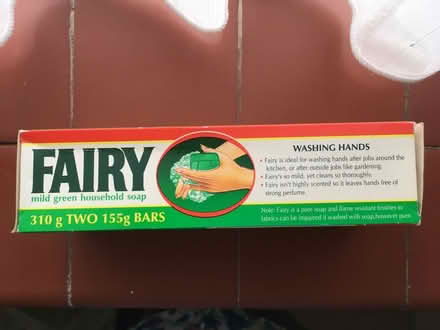 FAIRY
mild green household soap
310 g TWO 155g BARS
WASHING HANDS
• Fairy is ideal for washing hands after jobs around the
kitchen, or after outside jobs like gardening.
• Fairy's so mild, yet cleans so thoroughly.
• Fairy isn't highly scented so it leaves hands free of
strong perfume.
Note: Fairy is a pure soap and flame resistant finishes to
fabrics can be impaired if washed with soap, however pure.